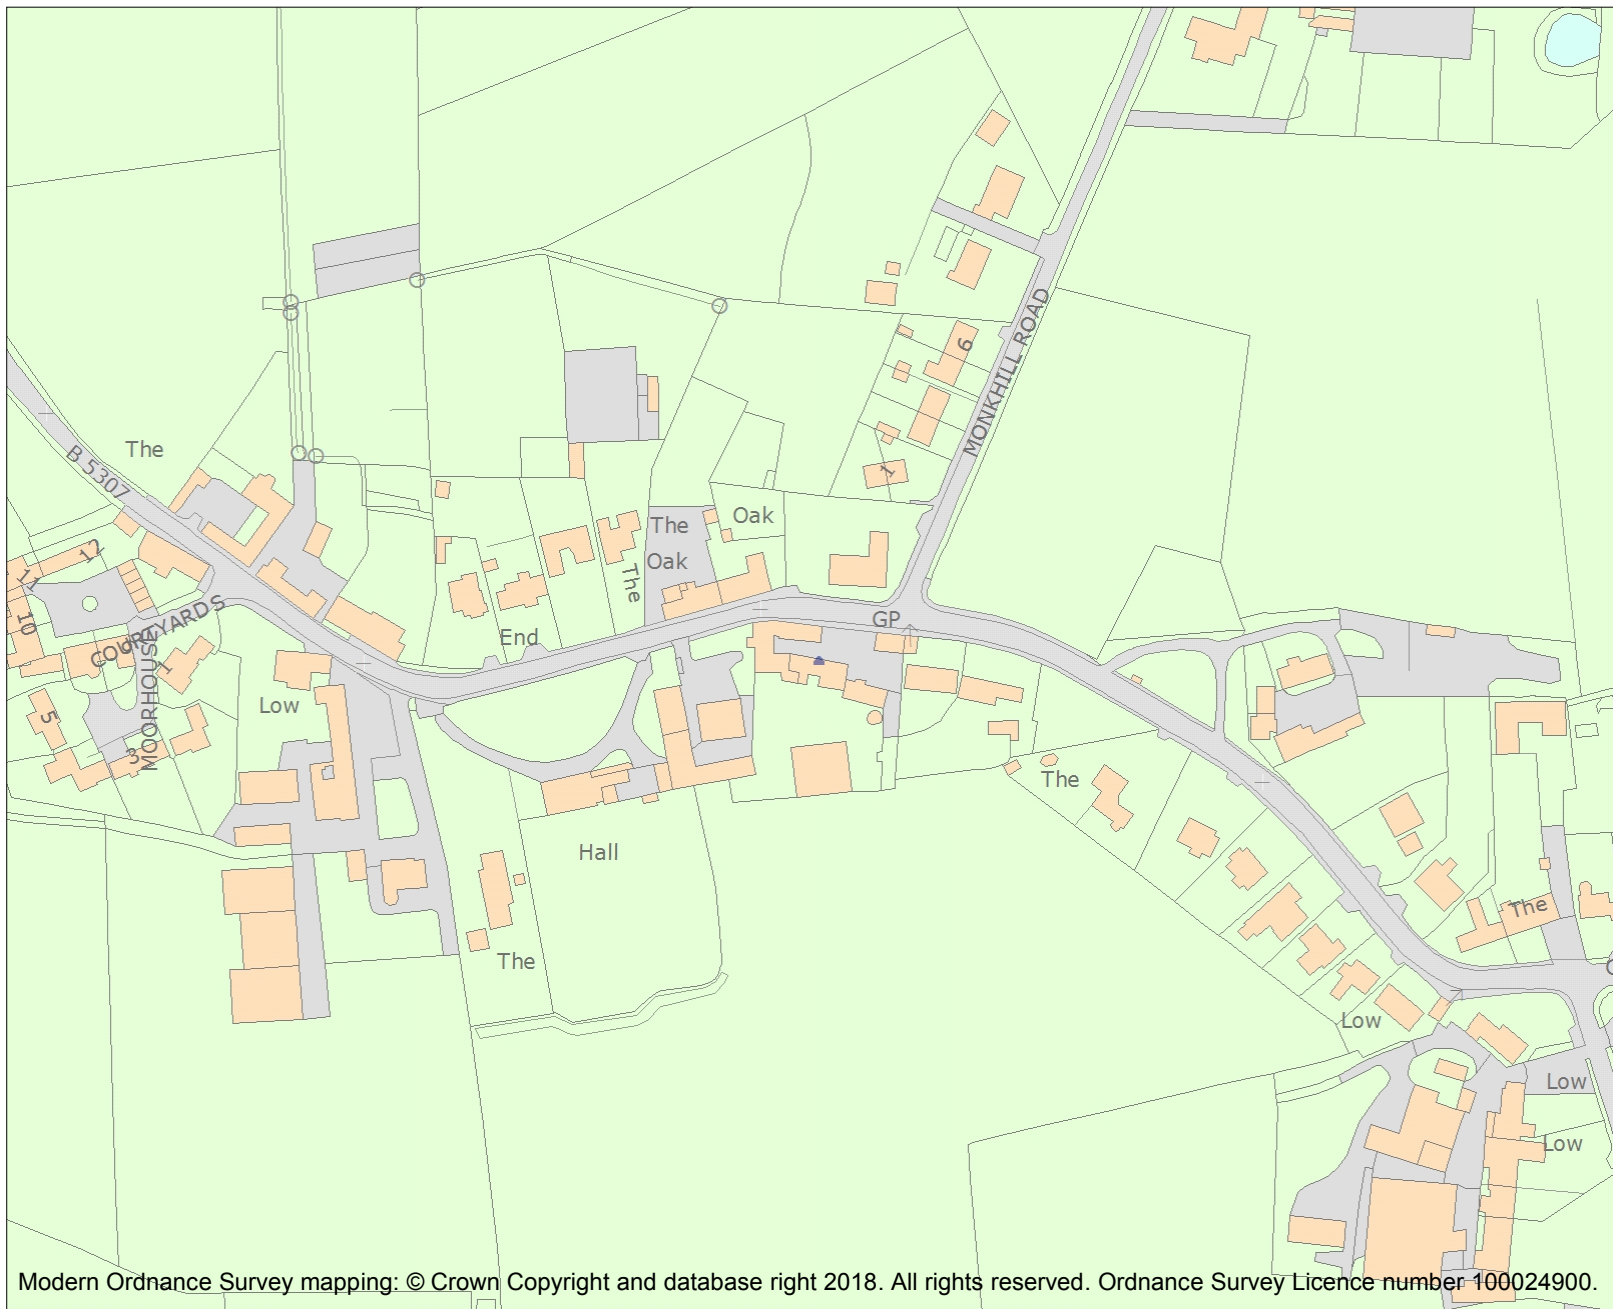 6
MONKHILL ROAD
The
B 5307
1
Oak
The
Oak
12
11
The
10
COURTYARDS
GP
End
MOORHOUSE
1
Low
5
3
The
Hall
The
The
Low
Low
Low
Modern Ordnance Survey mapping: © Crown Copyright and database right 2018. All rights reserved. Ordnance Survey Licence number 100024900.